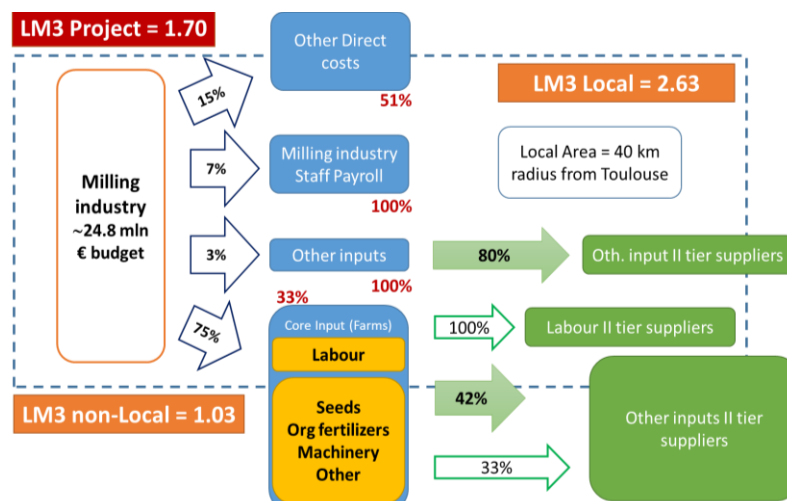 LM3 Project = 1.70
Other Direct
costs
51%
15%
LM3 Local = 2.63
Milling industry
Staff Payroll
100%
7%
Local Area = 40 km
radius from Toulouse
Milling
industry
~24.8 mln
€ budget
3%
Other inputs
100%
80%
Oth. input II tier suppliers
33%
75%
Core Input (Farms)
Labour
100%
Labour II tier suppliers
LM3 non-Local = 1.03
Seeds
Org fertilizers
Machinery
Other
42%
33%
Other inputs II tier
suppliers